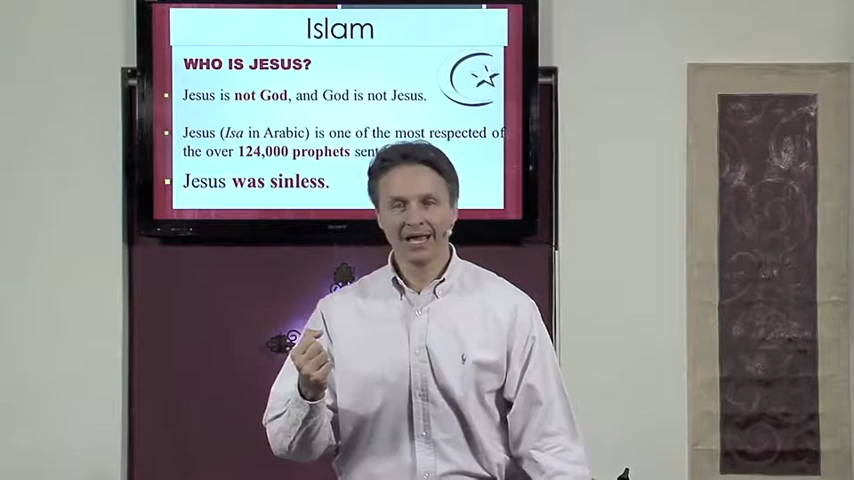 Islam
WHO IS JESUS?
Jesus is not God, and God is not Jesus.
Jesus (Isa in Arabic) is one of the most respected of
the over 124,000 prophets sent
Jesus was sinless.